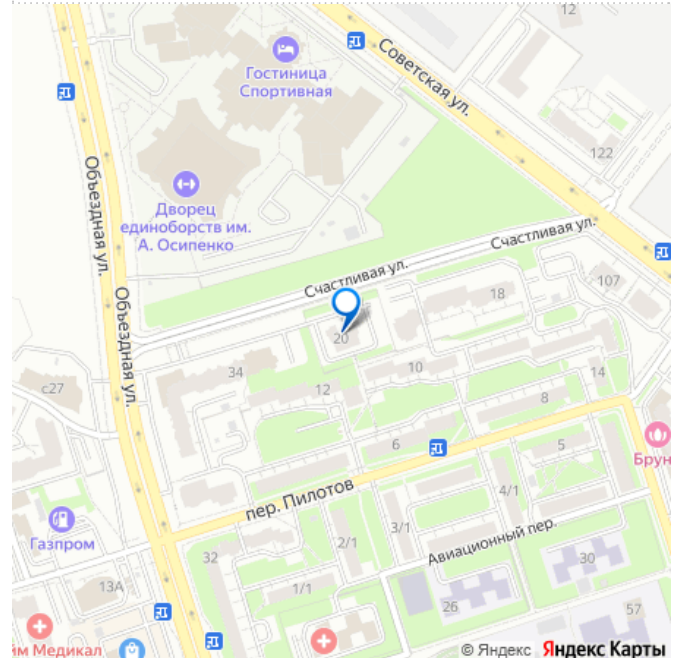 12
Советская ул.
Гостиница
Спортивная
122
Объездная ул.
Дворец
единоборств им.
А. Осипенко
Счастливая ул.
Счастливая ул.
107
18
Объездная ул.
20
34
10
с27
12
14
8
6
5
Брун
4/1
пер. Пилотов
Газпром
3/1
2/1
Авиационный пер.
32
30
13А
1/1
26
57
йм Медикал
© Яндекс Яндекс Карты